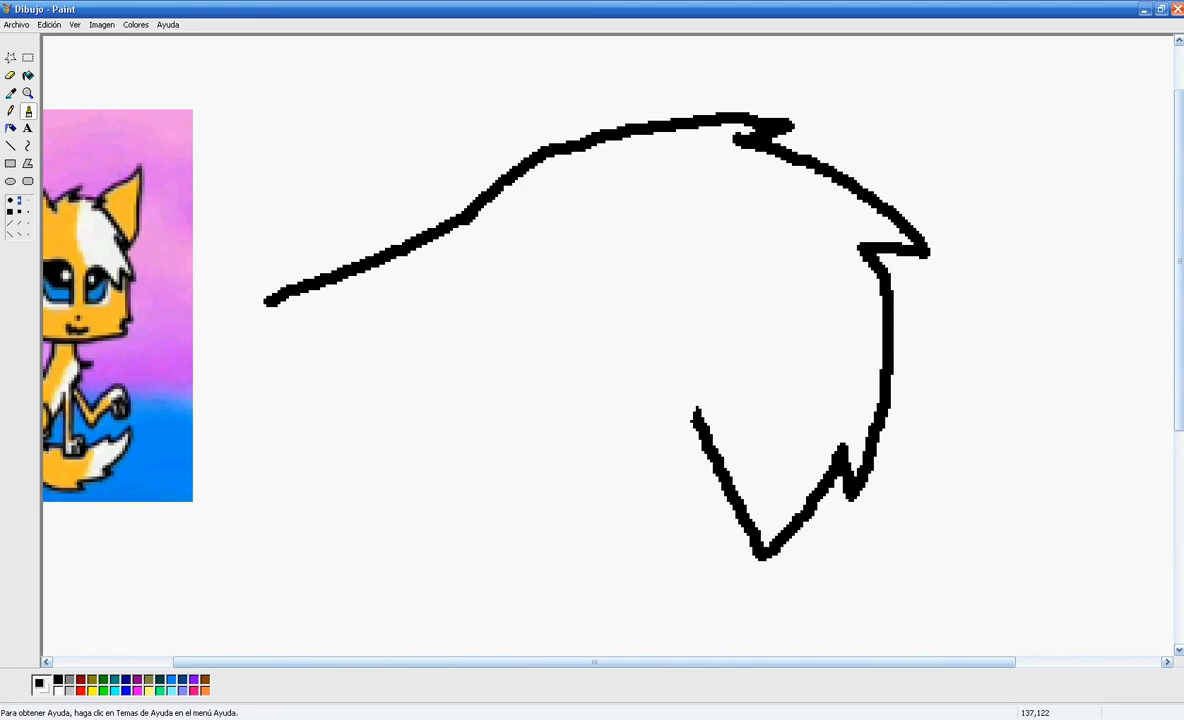 Dibujo - Paint
Archivo Edición Ver Imagen Colores Ayuda
A
Para obtener Ayuda, haga clic en Temas de Ayuda en el menú Ayuda.
137,122